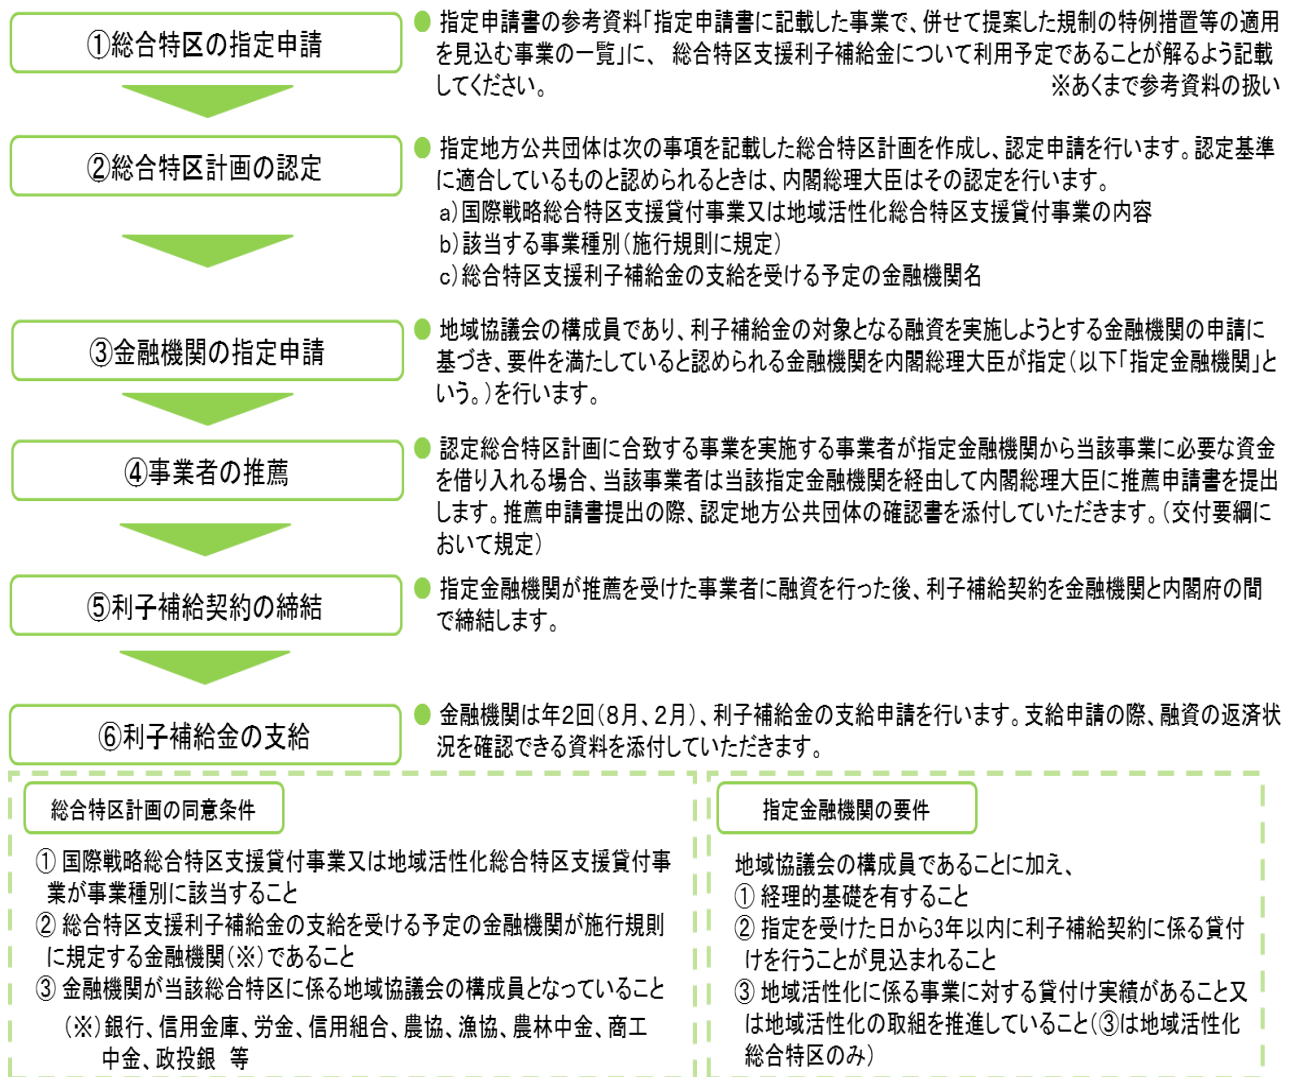 ①総合特区の指定申請
● 指定申請書の参考資料「指定申請書に記載した事業で、併せて提案した規制の特例措置等の適用
を見込む事業の一覧」に、 総合特区支援利子補給金について利用予定であることが解るよう記載
してください。 ※あくまで参考資料の扱い
②総合特区計画の認定
● 指定地方公共団体は次の事項を記載した総合特区計画を作成し、認定申請を行います。認定基準
に適合しているものと認められるときは、内閣総理大臣はその認定を行います。
a)国際戦略総合特区支援貸付事業又は地域活性化総合特区支援貸付事業の内容
b)該当する事業種別(施行規則に規定)
c)総合特区支援利子補給金の支給を受ける予定の金融機関名
③金融機関の指定申請
● 地域協議会の構成員であり、利子補給金の対象となる融資を実施しようとする金融機関の申請に
基づき、要件を満たしていると認められる金融機関を内閣総理大臣が指定(以下「指定金融機関」と
いう。)を行います。
④事業者の推薦
● 認定総合特区計画に合致する事業を実施する事業者が指定金融機関から当該事業に必要な資金
を借り入れる場合、当該事業者は当該指定金融機関を経由して内閣総理大臣に推薦申請書を提出
します。推薦申請書提出の際、認定地方公共団体の確認書を添付していただきます。(交付要綱に
おいて規定)
⑤利子補給契約の締結
● 指定金融機関が推薦を受けた事業者に融資を行った後、利子補給契約を金融機関と内閣府の間
で締結します。
⑥利子補給金の支給
● 金融機関は年2回(8月、2月)、利子補給金の支給申請を行います。支給申請の際、融資の返済状
況を確認できる資料を添付していただきます。
総合特区計画の同意条件
① 国際戦略総合特区支援貸付事業又は地域活性化総合特区支援貸付事
業が事業種別に該当すること
② 総合特区支援利子補給金の支給を受ける予定の金融機関が施行規則
に規定する金融機関(※)であること
③ 金融機関が当該総合特区に係る地域協議会の構成員となっていること
(※)銀行、信用金庫、労金、信用組合、農協、漁協、農林中金、商工
中金、政投銀 等
指定金融機関の要件
地域協議会の構成員であることに加え、
① 経理的基礎を有すること
② 指定を受けた日から3年以内に利子補給契約に係る貸付
けを行うことが見込まれること
③ 地域活性化に係る事業に対する貸付け実績があること又
は地域活性化の取組を推進していること(③は地域活性化
総合特区のみ)